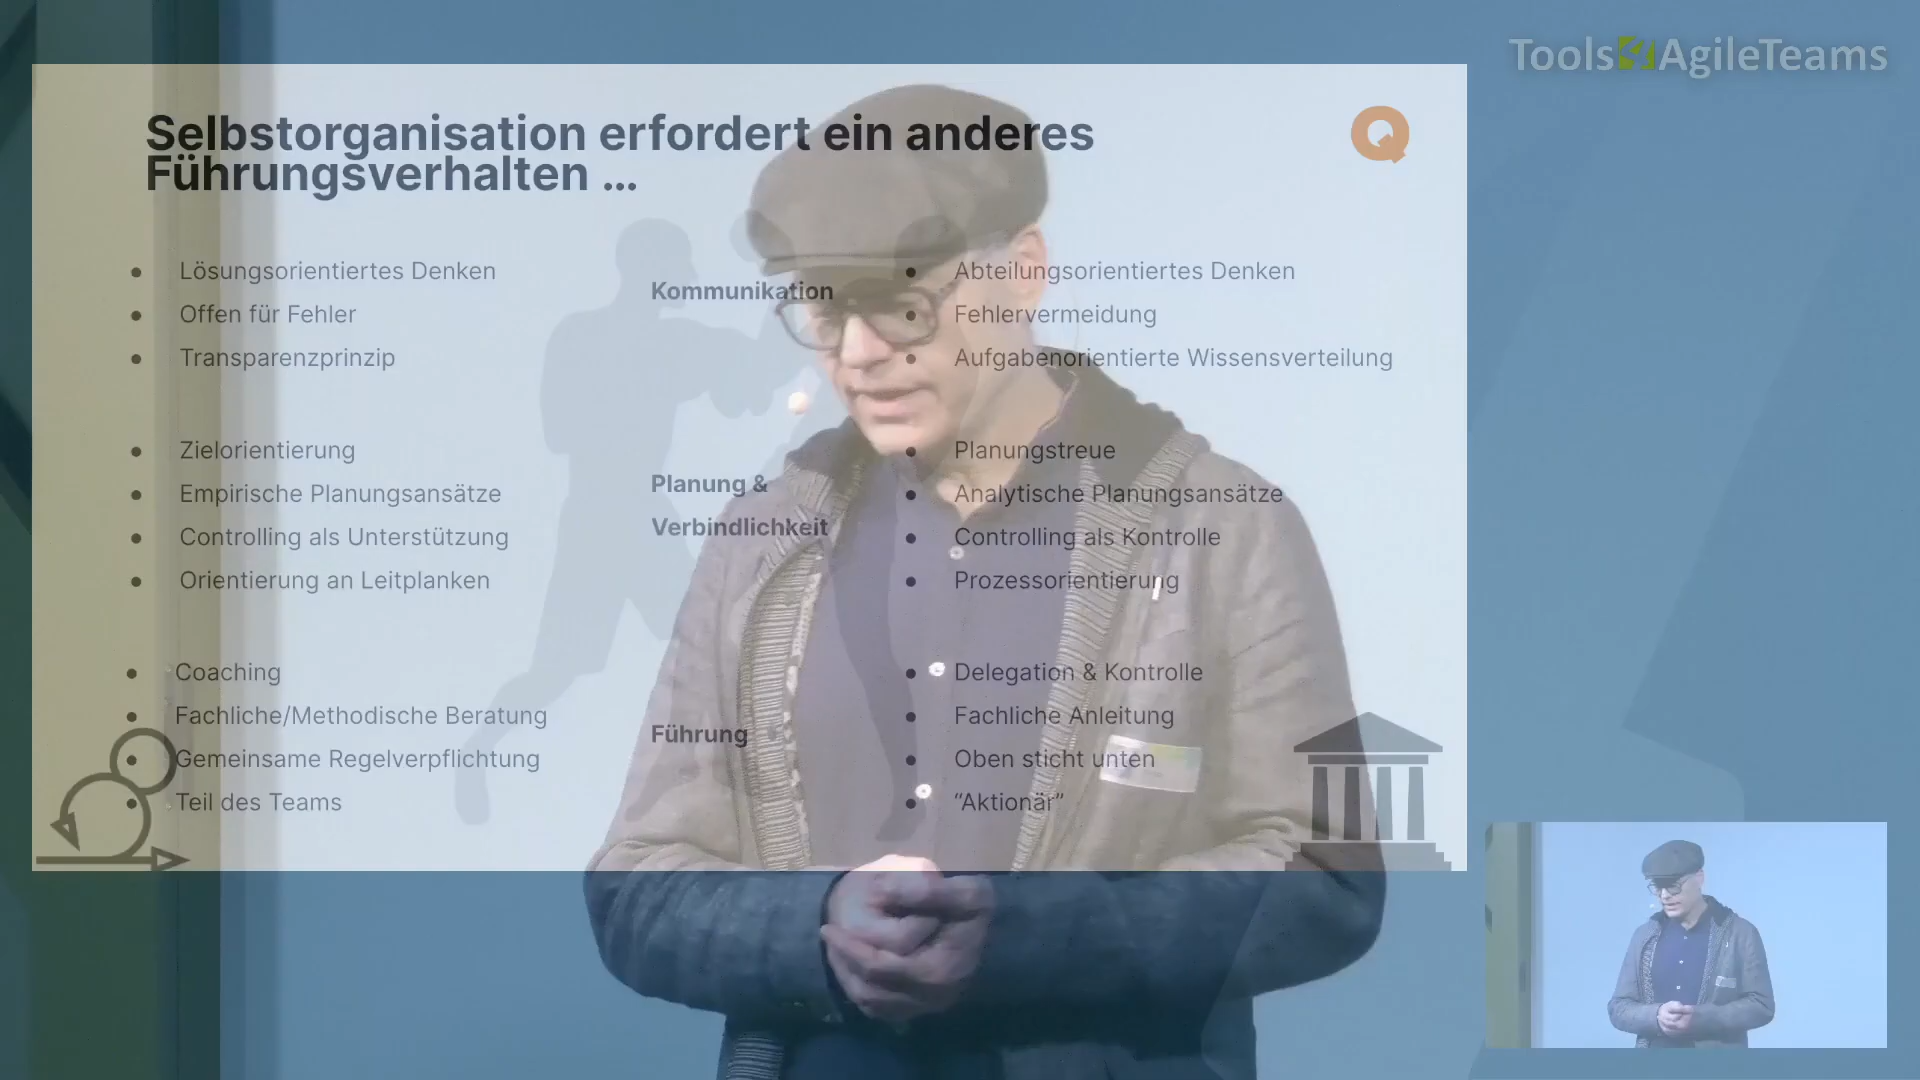 Tools4AgileTeams
Selbstorganisation erfordert ein anderes
Führungsverhalten ...
Q
Lösungsorientiertes Denken
Offen für Fehler
Transparenzprinzip
Kommunikation
Abteilungsorientiertes Denken
Fehlervermeidung
Aufgabenorientierte Wissensverteilung
Zielorientierung
Empirische Planungsansätze
Controlling als Unterstützung
Orientierung an Leitplanken
Planung &
Verbindlichkeit
Planungstreue
Analytische Planungsansätze
Controlling als Kontrolle
Prozessorientierung
Coaching
Fachliche/Methodische Beratung
Gemeinsame Regelverpflichtung
Teil des Teams
Führung
Delegation & Kontrolle
Fachliche Anleitung
Oben sticht unten
“Aktionär”